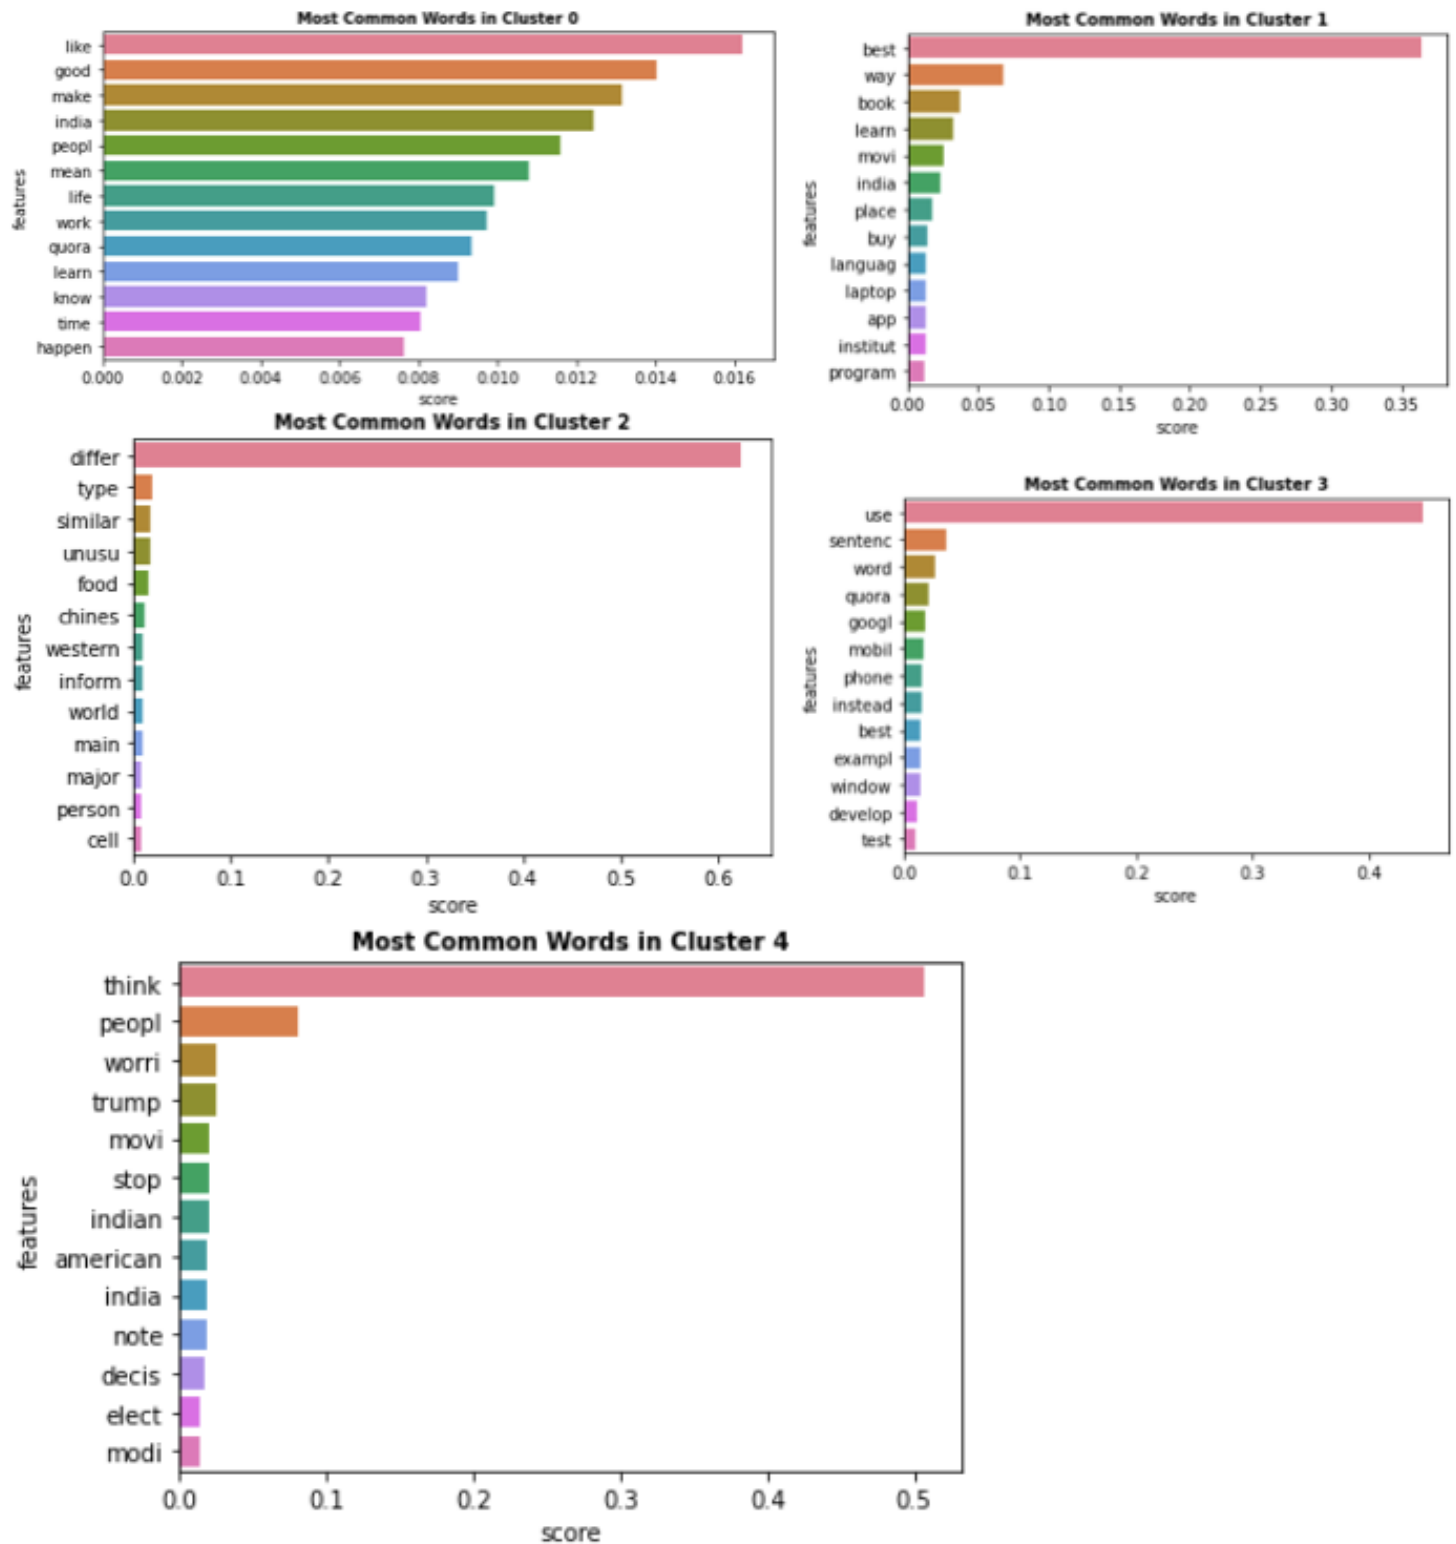 Most Common Words in Cluster 0
like
good
make
india
peopl
mean
life
work
quora
learn
know
time
happen
features
0.000 0.002 0.004 0.006 0.008 0.010 0.012 0.014 0.016
score
Most Common Words in Cluster 1
best
way
book
learn
movi
india
place
buy
languag
laptop
app
institut
program
features
0.00 0.05 0.10 0.15 0.20 0.25 0.30 0.35
score
Most Common Words in Cluster 2
differ
type
similar
unusu
food
chines
western
inform
world
main
major
person
cell
features
0.0 0.1 0.2 0.3 0.4 0.5 0.6
score
Most Common Words in Cluster 3
use
sentenc
word
quora
googl
mobil
phone
instead
best
exampl
window
develop
test
features
0.0 0.1 0.2 0.3 0.4
score
Most Common Words in Cluster 4
think
peopl
worri
trump
movi
stop
indian
american
india
note
decis
elect
modi
features
0.0 0.1 0.2 0.3 0.4 0.5
score